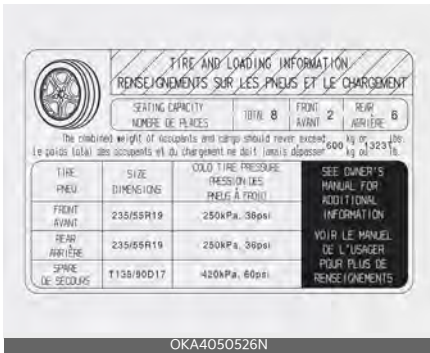 TIRE AND LOADING INFORMATION
RENSEIGNEMENTS SUR LES PNEUS ET LE CHARGEMENT
SEATING CAPACITY
NOMBRE DE PLACES
TOTAL 8
FRONT
AVANT
2
REAR
ARRIÈRE
6
The combined weight of occupants and cargo should never exceed 600 kg or 1323 lbs.
Le poids total des occupants et du chargement ne doit jamais dépasser 600 kg ou 1323 lb.
TIRE
PNEU
SIZE
DIMENSIONS
COLD TIRE PRESSURE
PRESSION DES
PNEUS À FROID
FRONT
AVANT
235/55R19
250kPa, 36psi
REAR
ARRIÈRE
235/55R19
250kPa, 36psi
SPARE
DE SECOURS
T135/90D17
420kPa, 60psi
SEE OWNER'S
MANUAL FOR
ADDITIONAL
INFORMATION
VOIR LE MANUEL
DE L'USAGER
POUR PLUS DE
RENSEIGNEMENTS
OKA4050526N